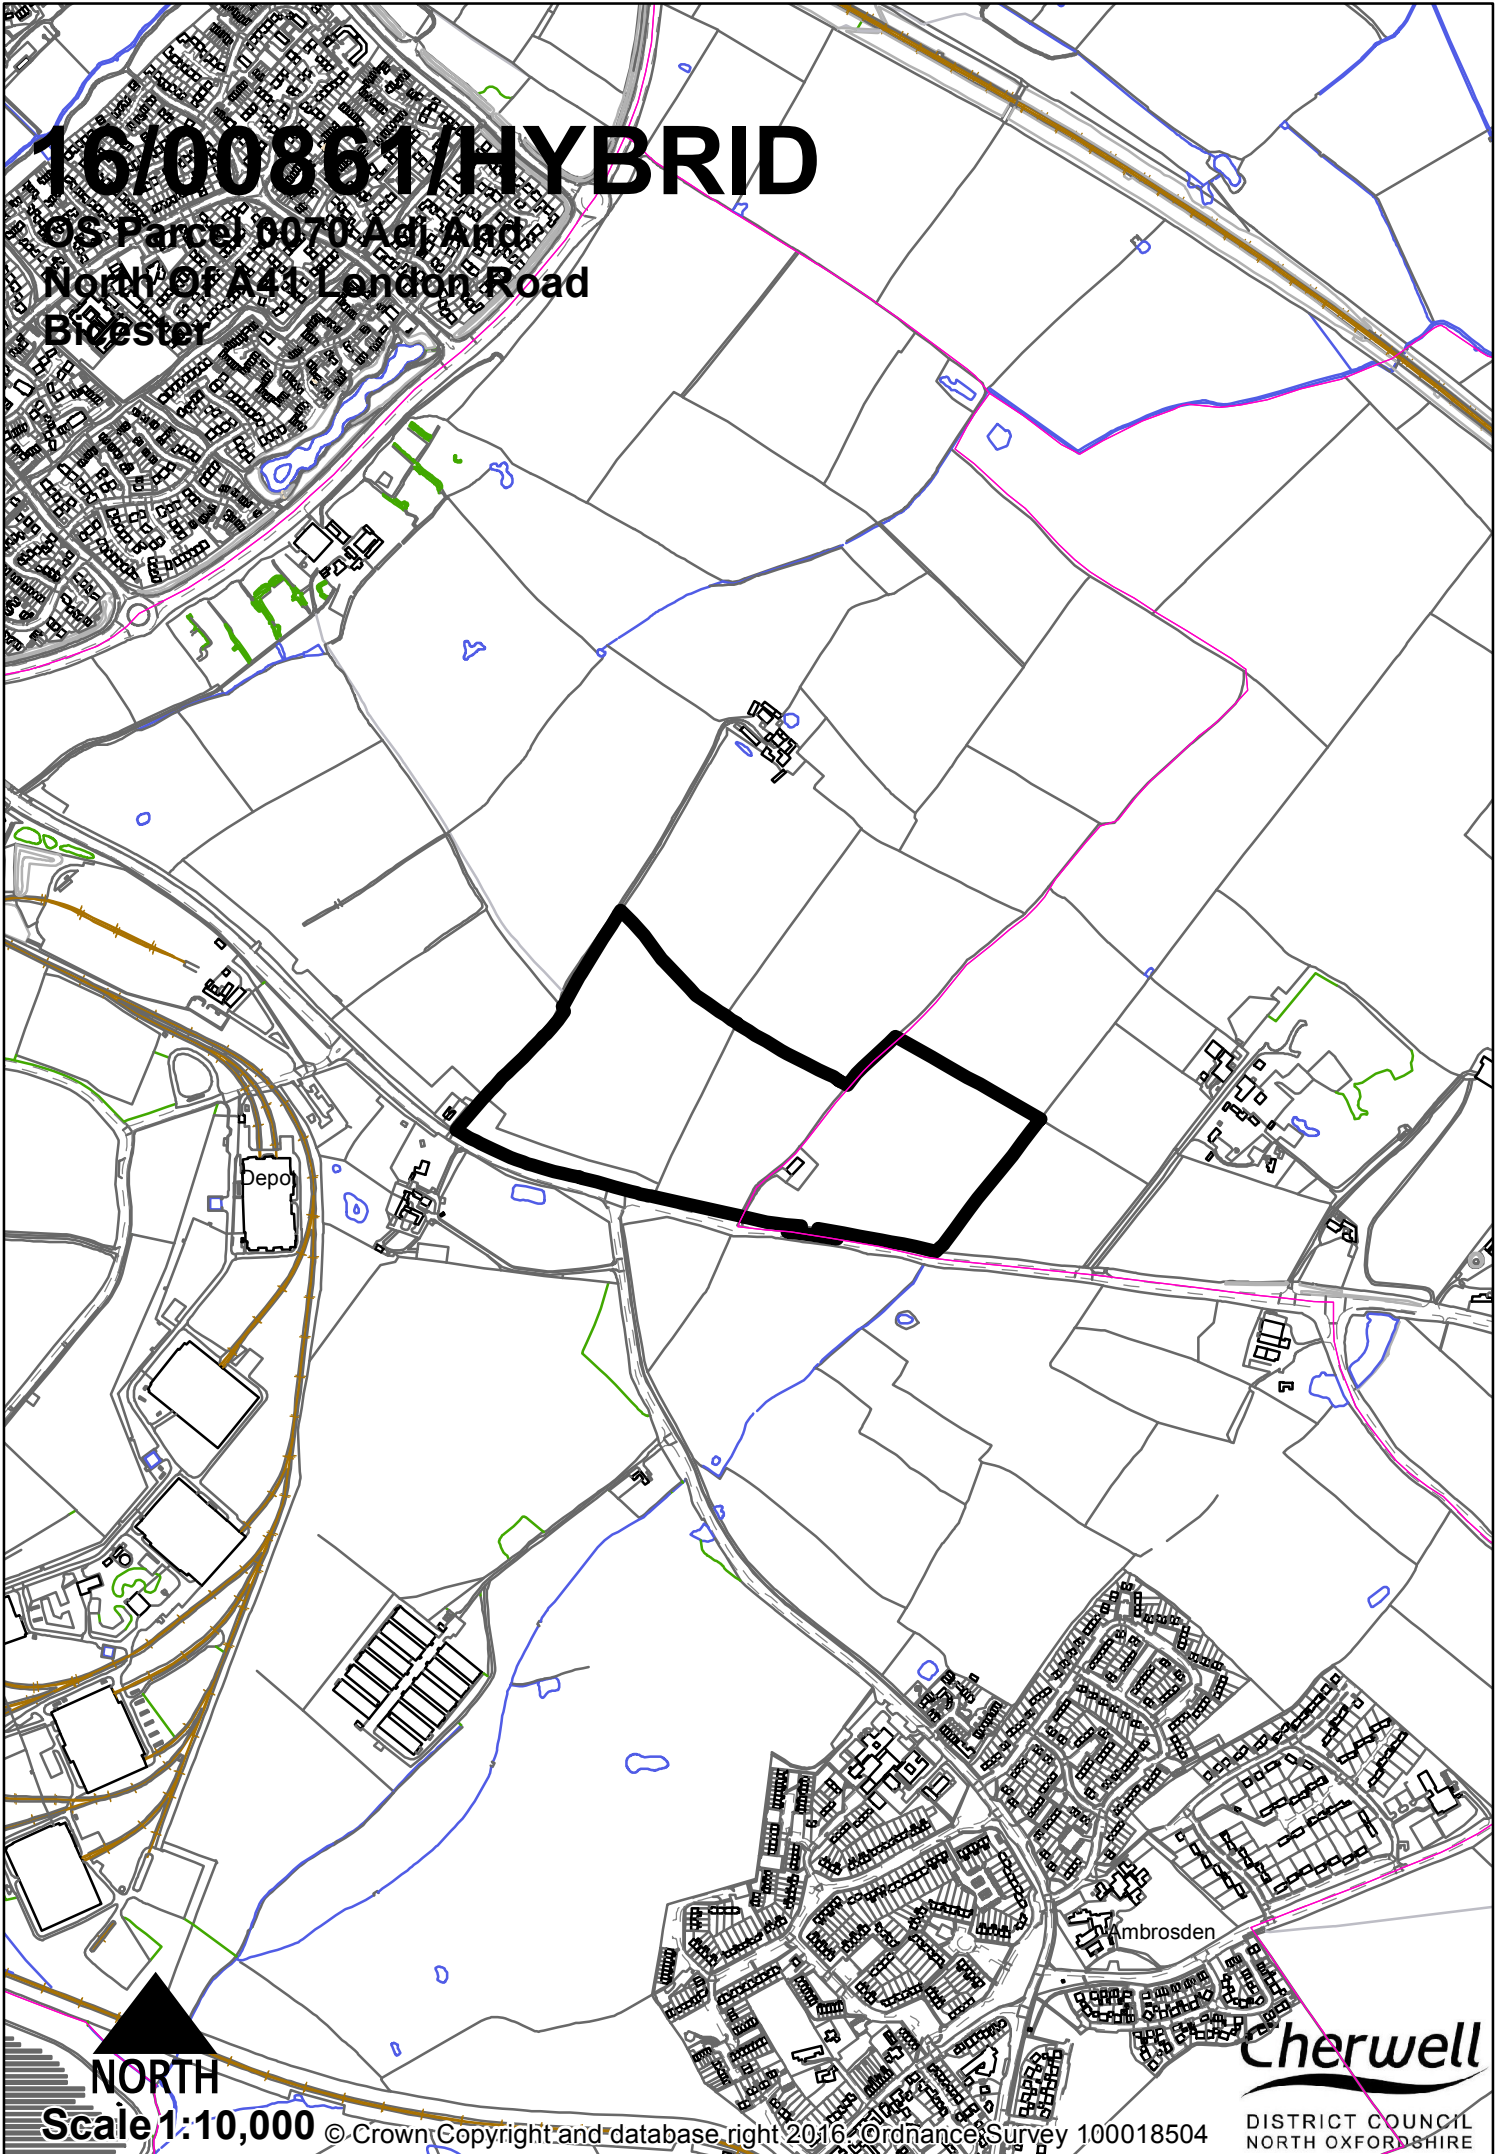 16/00861/HYBRID
OS Parcel 0070 Adj And
North Of A41 London Road
Bicester
Depot
Ambrosden
NORTH
Scale 1:10,000
© Crown Copyright and database right 2016. Ordnance Survey 100018504
Cherwell
DISTRICT COUNCIL
NORTH OXFORDSHIRE